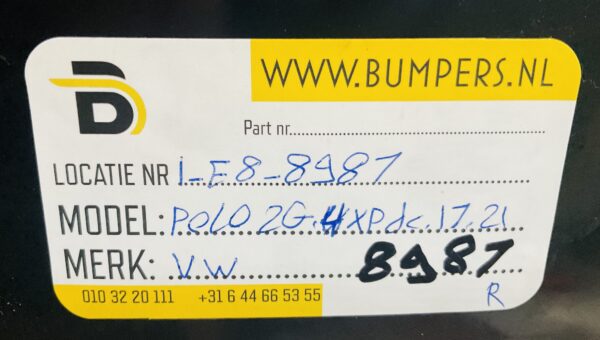 WWW.BUMPERS.NL
Part nr
LOCATIE NR 1-E8-8987
MODEL: POLO 2G.4XPdc.17.21
MERK: VW 8987
010 32 20 111 +31 6 44 66 53 55 R